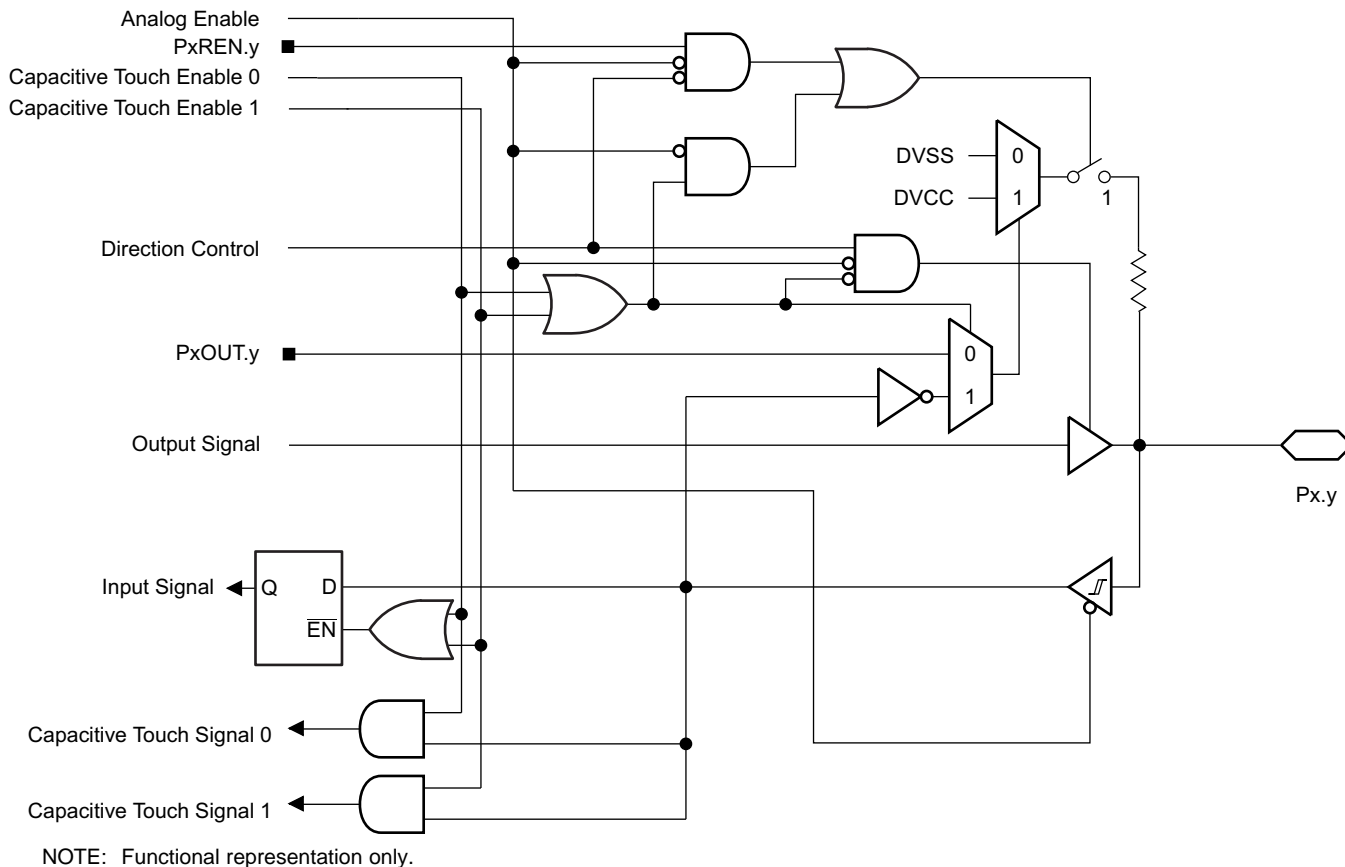 Analog Enable
PxREN.y
Capacitive Touch Enable 0
Capacitive Touch Enable 1
DVSS
0
DVCC
1
1
Direction Control
PxOUT.y
0
1
Output Signal
Px.y
Input Signal
Q
D
EN
Capacitive Touch Signal 0
Capacitive Touch Signal 1
NOTE: Functional representation only.